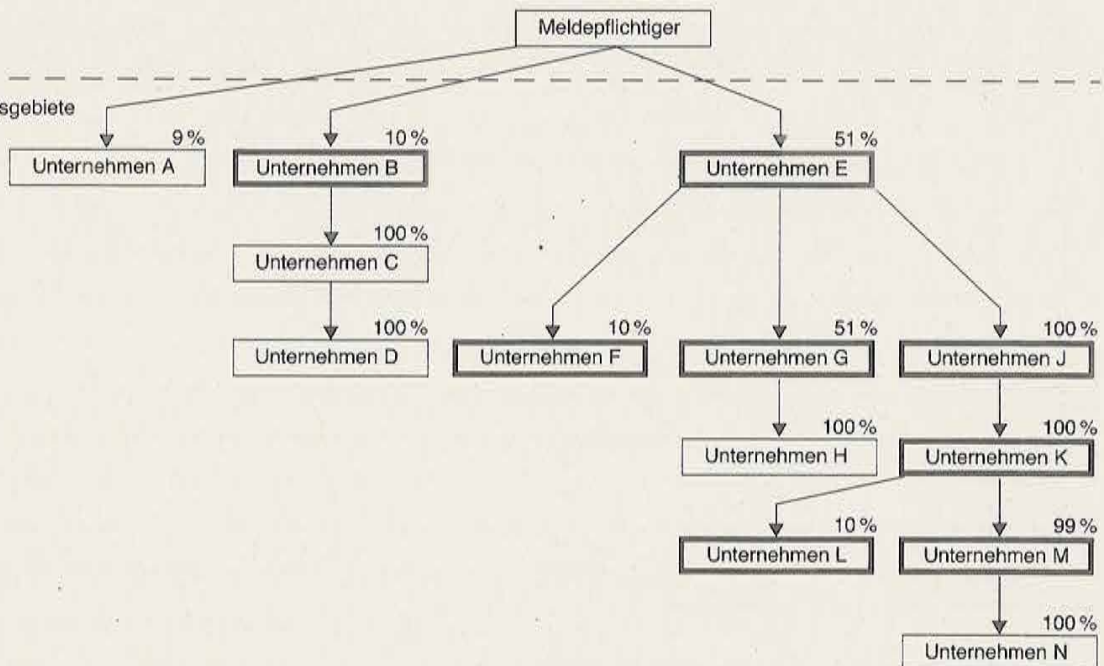 Meldepflichtiger
sgebiete
9 % 10 % 51 %
Unternehmen A Unternehmen B Unternehmen E
100 %
Unternehmen C
100 % 10 % 51 % 100 %
Unternehmen D Unternehmen F Unternehmen G Unternehmen J
100 % 100 %
Unternehmen H Unternehmen K
10 % 99 %
Unternehmen L Unternehmen M
100 %
Unternehmen N